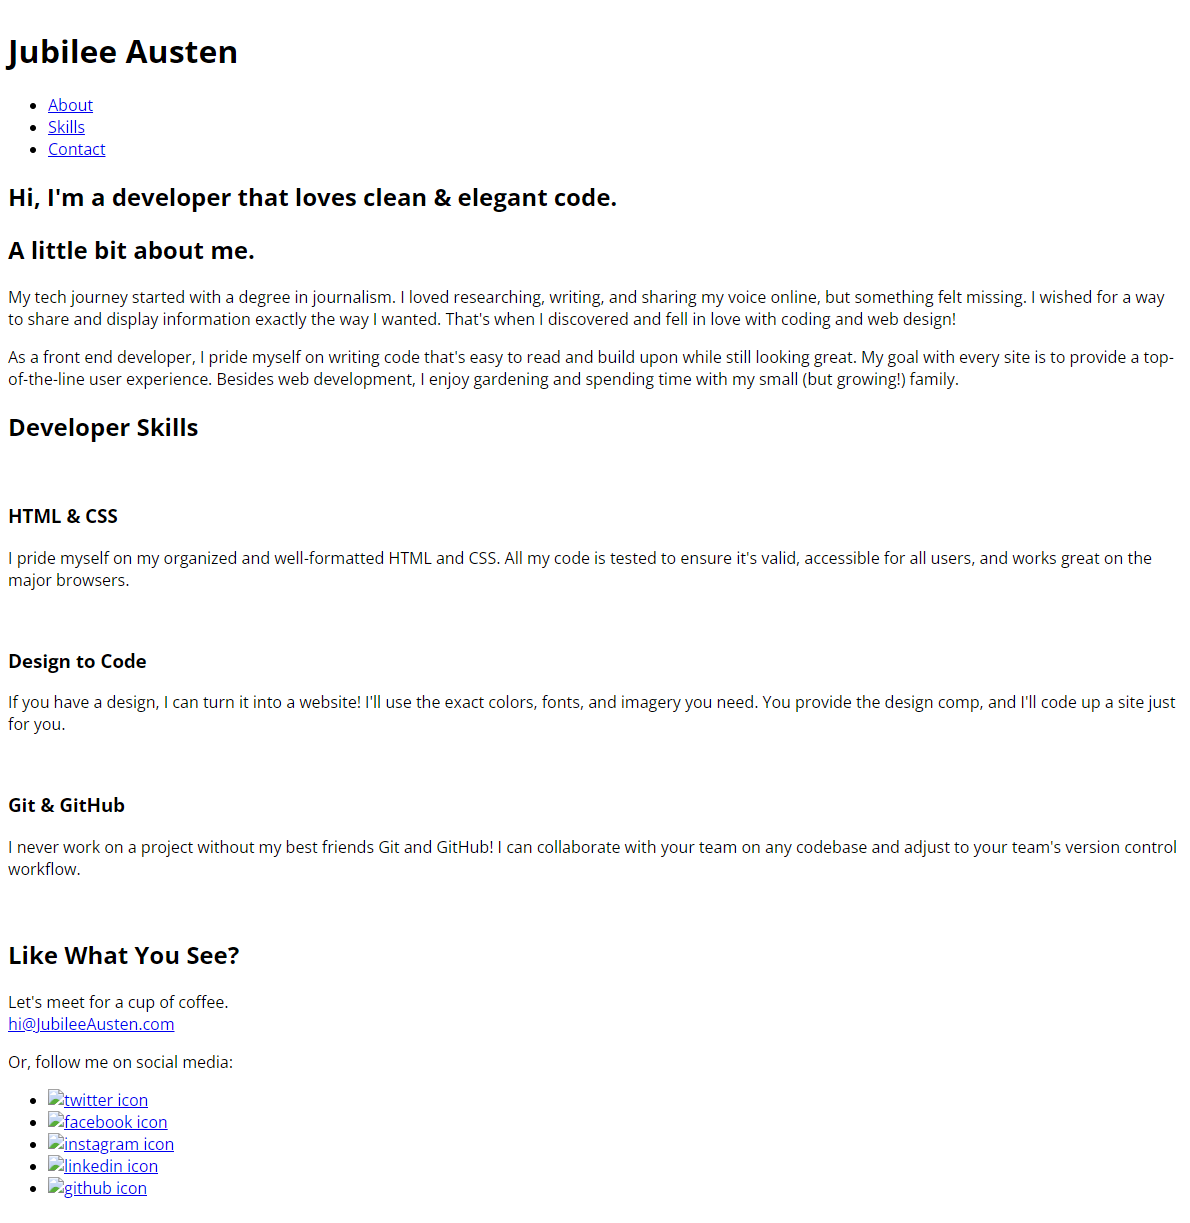 Jubilee Austen
About
Skills
Contact
Hi, I'm a developer that loves clean & elegant code.
A little bit about me.
My tech journey started with a degree in journalism. I loved researching, writing, and sharing my voice online, but something felt missing. I wished for a way
to share and display information exactly the way I wanted. That's when I discovered and fell in love with coding and web design!
As a front end developer, I pride myself on writing code that's easy to read and build upon while still looking great. My goal with every site is to provide a top-
of-the-line user experience. Besides web development, I enjoy gardening and spending time with my small (but growing!) family.
Developer Skills
HTML & CSS
I pride myself on my organized and well-formatted HTML and CSS. All my code is tested to ensure it's valid, accessible for all users, and works great on the
major browsers.
Design to Code
If you have a design, I can turn it into a website! I'll use the exact colors, fonts, and imagery you need. You provide the design comp, and I'll code up a site just
for you.
Git & GitHub
I never work on a project without my best friends Git and GitHub! I can collaborate with your team on any codebase and adjust to your team's version control
workflow.
Like What You See?
Let's meet for a cup of coffee.
hi@JubileeAusten.com
Or, follow me on social media:
twitter icon
facebook icon
instagram icon
linkedin icon
github icon